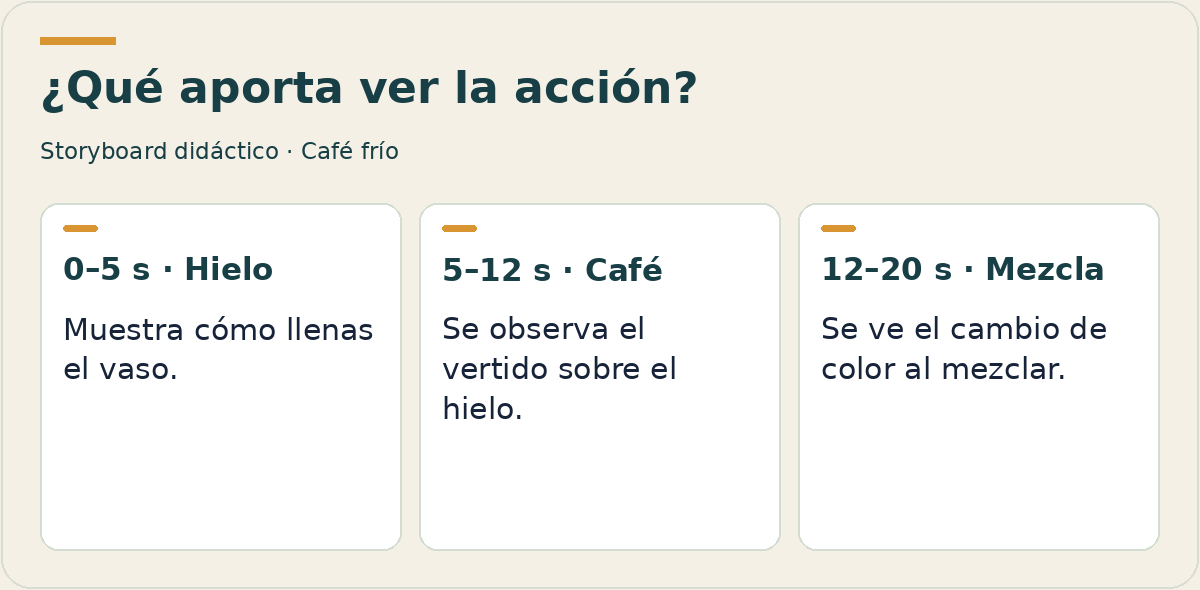 ¿Qué aporta ver la acción?
Storyboard didáctico · Café frío
0–5 s · Hielo
Muestra cómo llenas
el vaso.
5–12 s · Café
Se observa el
vertido sobre el
hielo.
12–20 s · Mezcla
Se ve el cambio de
color al mezclar.